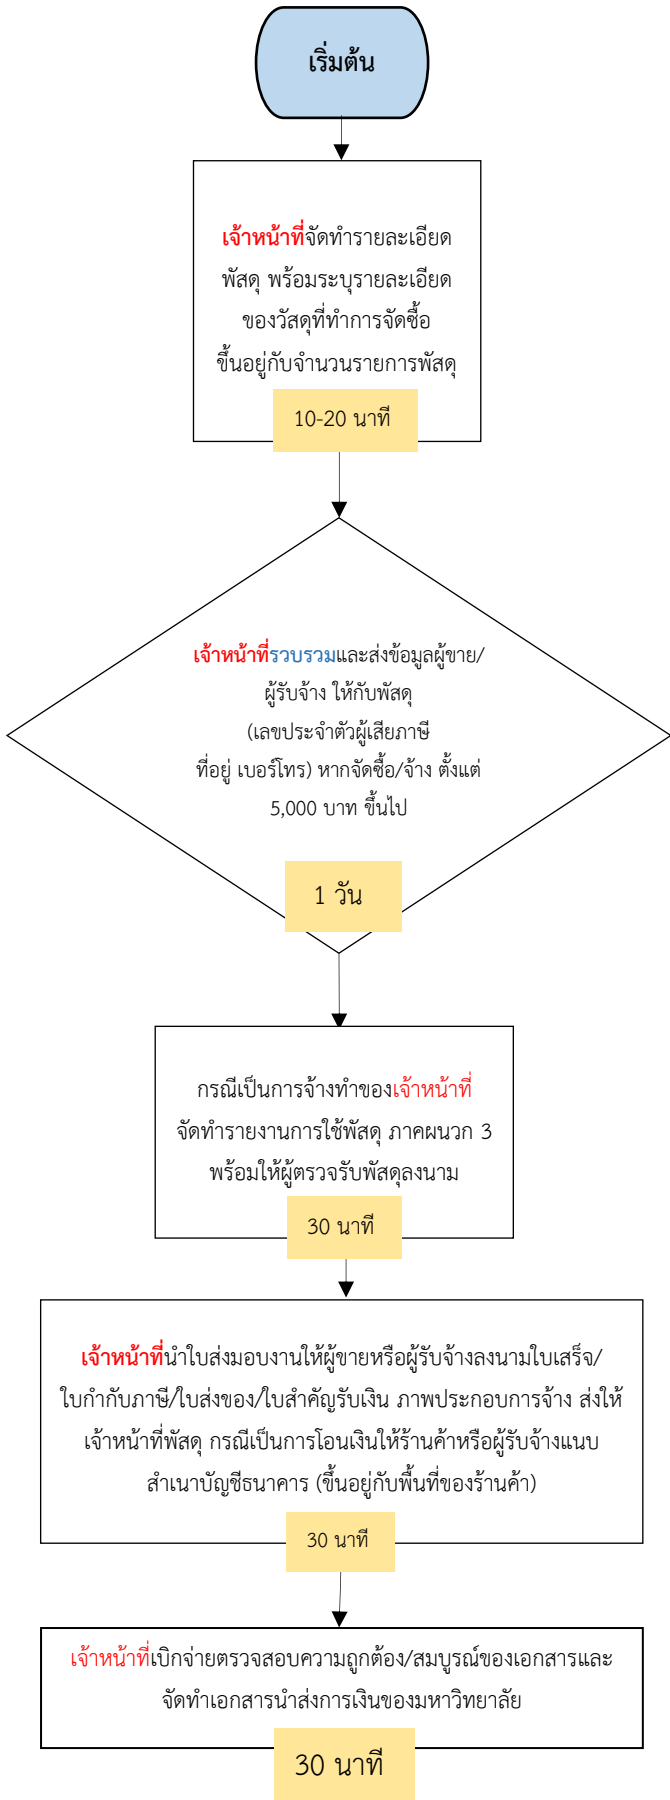 เริ่มต้น
เจ้าหน้าที่จัดทำรายละเอียด
พัสดุ พร้อมระบุรายละเอียด
ของวัสดุที่ทำการจัดซื้อ
ขึ้นอยู่กับจำนวนรายการพัสดุ
10-20 นาที
เจ้าหน้าที่รวบรวมและส่งข้อมูลผู้ขาย/
ผู้รับจ้าง ให้กับพัสดุ
(เลขประจำตัวผู้เสียภาษี
ที่อยู่ เบอร์โทร) หากจัดซื้อ/จ้าง ตั้งแต่
5,000 บาท ขึ้นไป
1 วัน
กรณีเป็นการจ้างทำของเจ้าหน้าที่
จัดทำรายงานการใช้พัสดุ ภาคผนวก 3
พร้อมให้ผู้ตรวจรับพัสดุลงนาม
30 นาที
เจ้าหน้าที่นำใบส่งมอบงานให้ผู้ขายหรือผู้รับจ้างลงนามใบเสร็จ/
ใบกำกับภาษี/ใบส่งของ/ใบสำคัญรับเงิน ภาพประกอบการจ้าง ส่งให้
เจ้าหน้าที่พัสดุ กรณีเป็นการโอนเงินให้ร้านค้าหรือผู้รับจ้างแนบ
สำเนาบัญชีธนาคาร (ขึ้นอยู่กับพื้นที่ของร้านค้า)
30 นาที
เจ้าหน้าที่เบิกจ่ายตรวจสอบความถูกต้อง/สมบูรณ์ของเอกสารและ
จัดทำเอกสารนำส่งการเงินของมหาวิทยาลัย
30 นาที